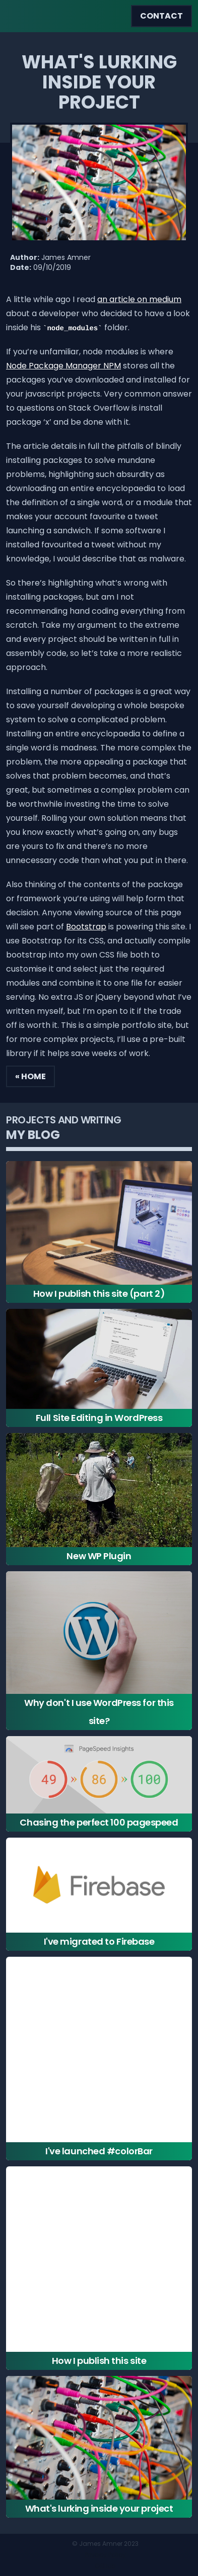 CONTACT
WHAT'S LURKING
INSIDE YOUR
PROJECT
Author: James Amner
Date: 09/10/2019
A little while ago I read an article on medium
about a developer who decided to have a look
inside his `node_modules` folder.
If you're unfamiliar, node modules is where
Node Package Manager NPM stores all the
packages you've downloaded and installed for
your javascript projects. Very common answer
to questions on Stack Overflow is install
package 'x' and be done with it.
The article details in full the pitfalls of blindly
installing packages to solve mundane
problems, highlighting such absurdity as
downloading an entire encyclopaedia to load
the definition of a single word, or a module that
makes your account favourite a tweet
launching a sandwich. If some software I
installed favourited a tweet without my
knowledge, I would describe that as malware.
So there's highlighting what's wrong with
installing packages, but am I not
recommending hand coding everything from
scratch. Take my argument to the extreme
and every project should be written in full in
assembly code, so let's take a more realistic
approach.
Installing a number of packages is a great way
to save yourself developing a whole bespoke
system to solve a complicated problem.
Installing an entire encyclopaedia to define a
single word is madness. The more complex the
problem, the more appealing a package that
solves that problem becomes, and that's
great, but sometimes a complex problem can
be worthwhile investing the time to solve
yourself. Rolling your own solution means that
you know exactly what's going on, any bugs
are yours to fix and there's no more
unnecessary code than what you put in there.
Also thinking of the contents of the package
or framework you're using will help form that
decision. Anyone viewing source of this page
will see part of Bootstrap is powering this site. I
use Bootstrap for its CSS, and actually compile
bootstrap into my own CSS file both to
customise it and select just the required
modules and combine it to one file for easier
serving. No extra JS or jQuery beyond what I've
written myself, but I'm open to it if the trade
off is worth it. This is a simple portfolio site, but
for more complex projects, I'll use a pre-built
library if it helps save weeks of work.
« HOME
PROJECTS AND WRITING
MY BLOG
How I publish this site (part 2)
Full Site Editing in WordPress
New WP Plugin
Why don't I use WordPress for this
site?
PageSpeed Insights
49 » 86 » 100
Chasing the perfect 100 pagespeed
Firebase
I've migrated to Firebase
I've launched #colorBar
How I publish this site
What's lurking inside your project
© James Amner 2023